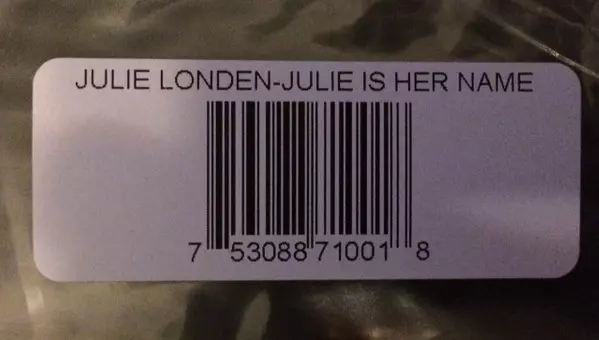 JULIE LONDEN-JULIE IS HER NAME
7 53088 71001 8